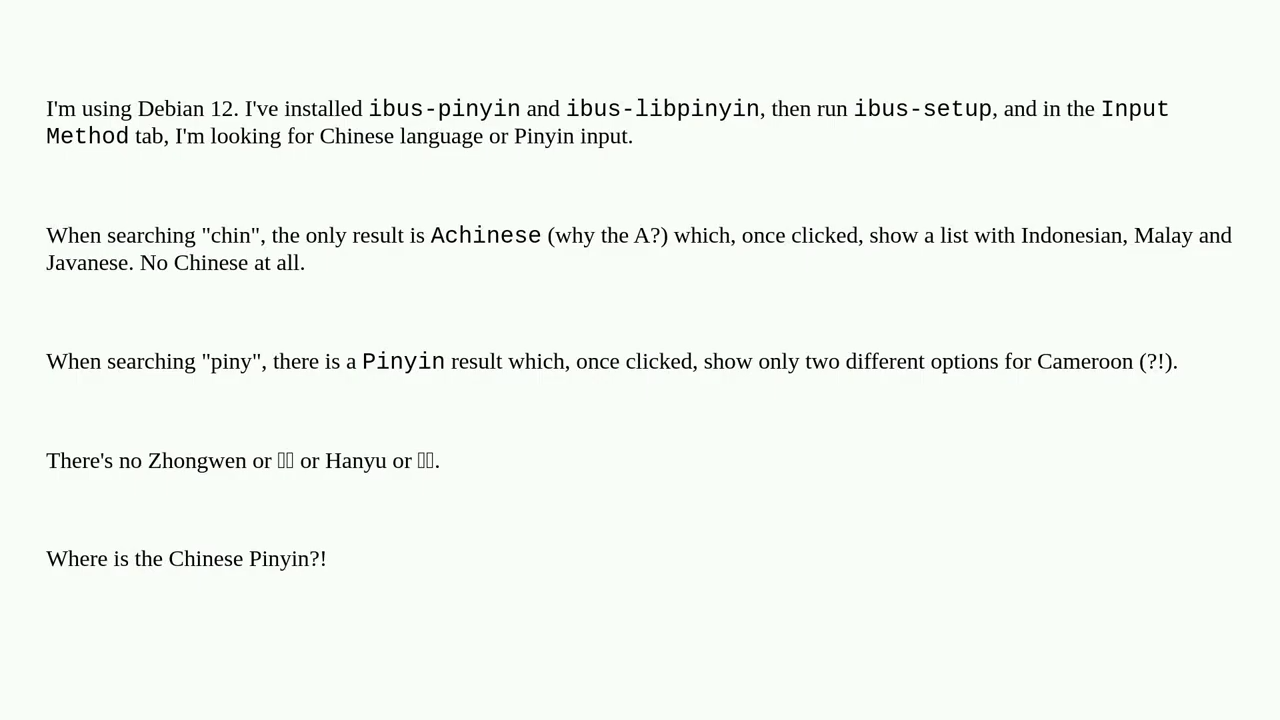 I'm using Debian 12. I've installed ibus-pinyin and ibus-libpinyin, then run ibus-setup, and in the Input
Method tab, I'm looking for Chinese language or Pinyin input.
When searching "chin", the only result is Achinese (why the A?) which, once clicked, show a list with Indonesian, Malay and
Javanese. No Chinese at all.
When searching "piny", there is a Pinyin result which, once clicked, show only two different options for Cameroon (?!).
There's no Zhongwen or or Hanyu or .
Where is the Chinese Pinyin?!